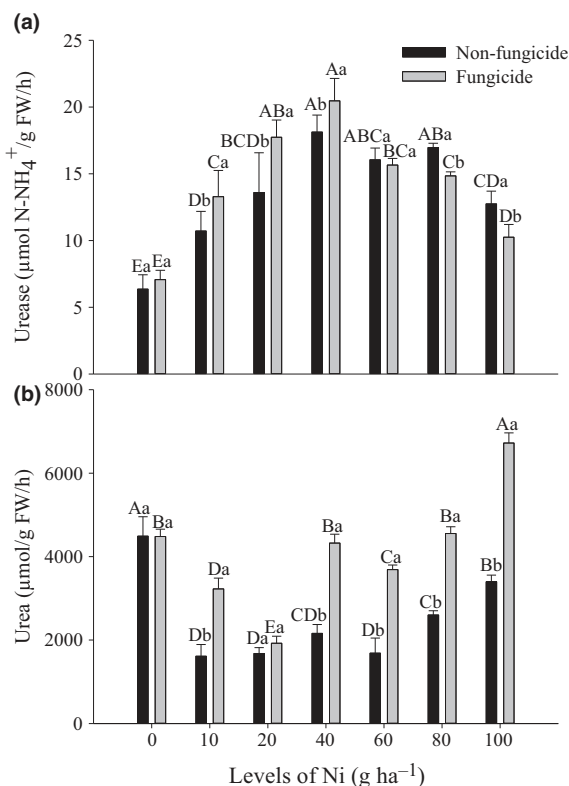 (a)
25
Non-fungicide
Fungicide
Aa
20
Ab
ABa
ABCa
ABa
BCDb
BCa
Cb
15
Ca
CDa
Db
Db
10
Ea Ea
5
0
Urease (µmol N-NH₄⁺/g FW/h)
(b)
8000
Aa
6000
Aa
Ba
Ba
Ba
Bb
4000
Da
Ca
CDb
Cb
Db
Da
Ea
Db
2000
0
Urea (µmol/g FW/h)
0 10 20 40 60 80 100
Levels of Ni (g ha⁻¹)